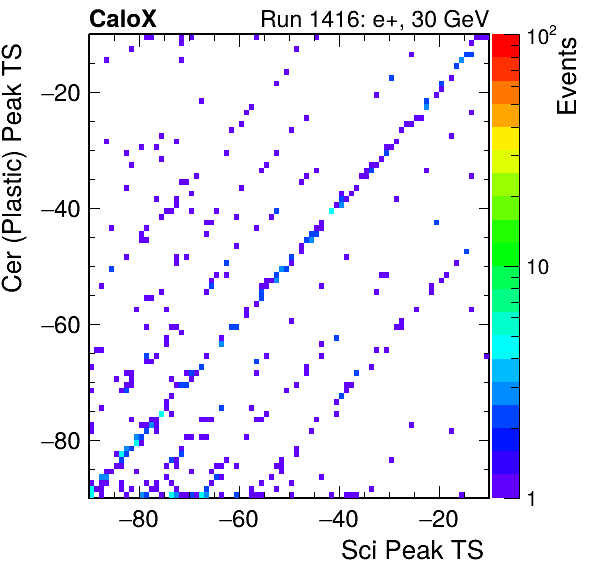 CaloX Run 1416: e+, 30 GeV
Cer (Plastic) Peak TS
−20
−40
−60
−80
−80 −60 −40 −20
Sci Peak TS
10²
10
1
Events